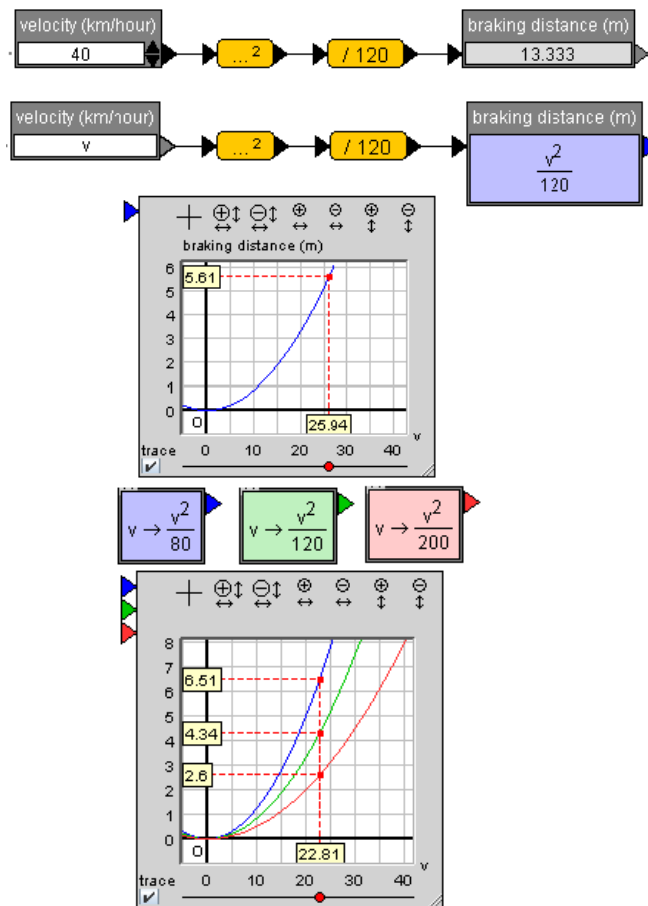 velocity (km/hour) braking distance (m)
40 ...² / 120 13.333
velocity (km/hour) braking distance (m)
v ...² / 120 v²/120
braking distance (m)
6
5.61
5
4
3
2
1
0
O 25.94
v
trace 0 10 20 30 40
v → v²/80 v → v²/120 v → v²/200
8
7
6.51
6
5
4.34
4
3
2.6
2
1
0
O 22.81
v
trace 0 10 20 30 40